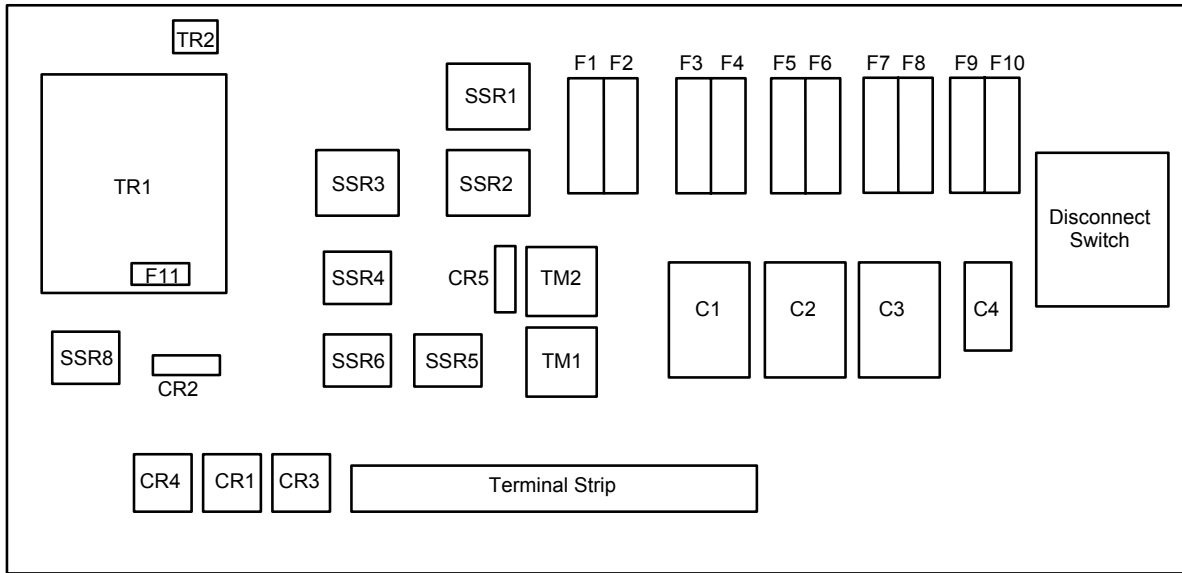 TR2
F1 F2 F3 F4 F5 F6 F7 F8 F9 F10
SSR1
TR1
SSR3
SSR2
Disconnect
Switch
F11
SSR4
CR5
TM2
C1
C2
C3
C4
SSR8
CR2
SSR6
SSR5
TM1
CR4
CR1
CR3
Terminal Strip